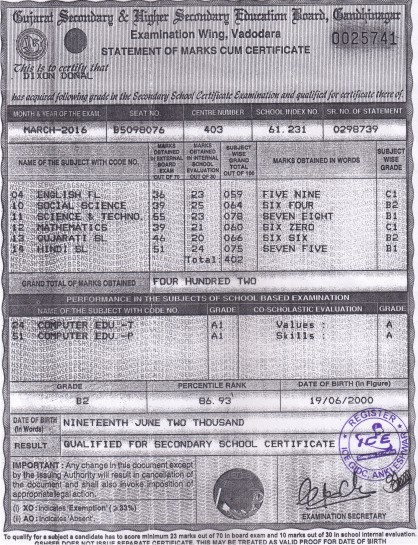 Gujarat Secondary & Higher Secondary Education Board, Gandhinagar
Examination Wing, Vadodara
0025741
STATEMENT OF MARKS CUM CERTIFICATE
This is to certify that
DIXON DONAL
has acquired following grade in the Secondary School Certificate Examination and qualified for certificate there of.
MONTH & YEAR OF THE EXAM SEAT NO. CENTRE NUMBER SCHOOL INDEX NO. SR. NO. OF STATEMENT
MARCH-2016 B5098076 403 61.231 0298739
NAME OF THE SUBJECT WITH CODE NO. MARKS OBTAINED IN EXTERNAL BOARD EXAM OUT OF 70 MARKS OBTAINED IN INTERNAL SCHOOL EVALUATION OUT OF 30 SUBJECT WISE GRAND TOTAL OUT OF 100 MARKS OBTAINED IN WORDS SUBJECT WISE GRADE
04 ENGLISH FL 36 23 059 FIVE NINE C1
10 SOCIAL SCIENCE 39 25 064 SIX FOUR B2
11 SCIENCE & TECHNO. 55 23 078 SEVEN EIGHT B1
12 MATHEMATICS 39 21 060 SIX ZERO C1
13 GUJARATI SL 46 20 066 SIX SIX B2
14 HINDI SL 51 24 075 SEVEN FIVE B1
Total: 402
GRAND TOTAL OF MARKS OBTAINED FOUR HUNDRED TWO
PERFORMANCE IN THE SUBJECTS OF SCHOOL BASED EXAMINATION
NAME OF THE SUBJECT WITH CODE NO. GRADE CO-SCHOLASTIC EVALUATION GRADE
24 COMPUTER EDU -T A1 Values : A
51 COMPUTER EDU -P A1 Skills : A
GRADE PERCENTILE RANK DATE OF BIRTH (In Figure)
B2 86.93 19/06/2000
DATE OF BIRTH (In Words) NINETEENTH JUNE TWO THOUSAND
RESULT QUALIFIED FOR SECONDARY SCHOOL CERTIFICATE
REGISTER
ICE
ICE GIDC, ANKLESHWAR
IMPORTANT : Any change in this document except
by the issuing Authority will result in cancellation of
the document and shall also invoke imposition of
appropriate legal action.
(i) XO : indicates 'Exemption' (> 33%)
(ii) AO : indicates 'Absent'.
EXAMINATION SECRETARY
To qualify for a subject a candidate has to score minimum 23 marks out of 70 in board exam and 10 marks out of 30 in school internal evaluation.
GSHSEB DOES NOT ISSUE SEPARATE CERTIFICATE. THIS MAY BE TREATED AS VALID PROOF FOR DATE OF BIRTH